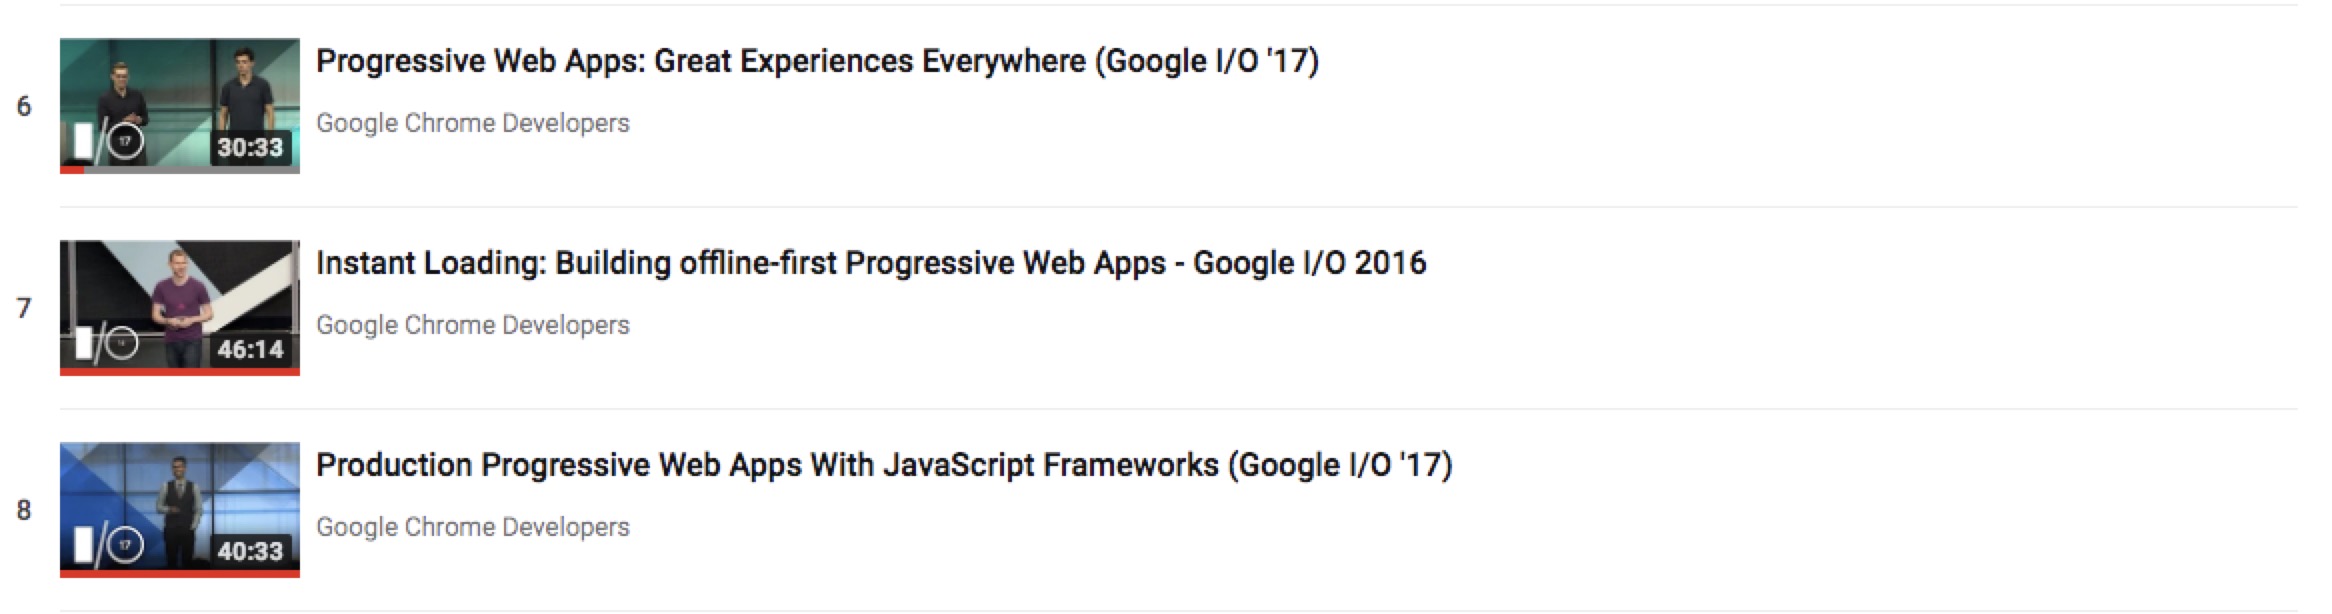 6
Progressive Web Apps: Great Experiences Everywhere (Google I/O '17)
Google Chrome Developers
17
30:33
7
Instant Loading: Building offline-first Progressive Web Apps - Google I/O 2016
Google Chrome Developers
46:14
8
Production Progressive Web Apps With JavaScript Frameworks (Google I/O '17)
Google Chrome Developers
17
40:33